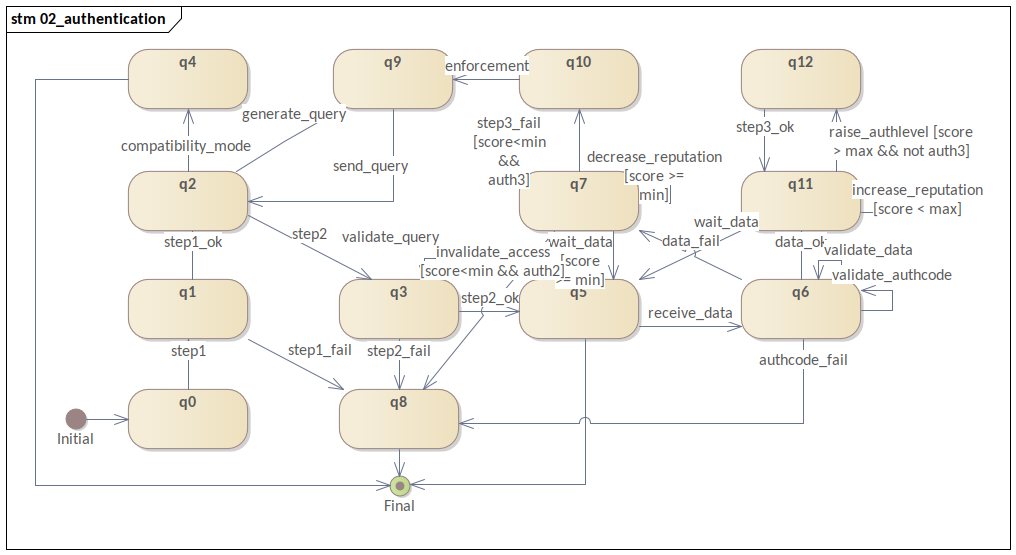 stm 02_authentication
q4
q9
enforcement
q10
q12
generate_query
compatibility_mode
step3_fail
[score<min
&&
auth3]
step3_ok
raise_authlevel [score
> max && not auth3]
send_query
decrease_reputation
[score >=
min]
q2
q7
q11
increase_reputation
[score < max]
step1_ok
step2
validate_query
wait_data
wait_data
[score
>= min]
data_fail
data_ok
validate_data
invalidate_access
[score<min && auth2]
validate_authcode
q1
q3
step2_ok
q5
q6
receive_data
step1
step1_fail
step2_fail
authcode_fail
q0
q8
Initial
Final